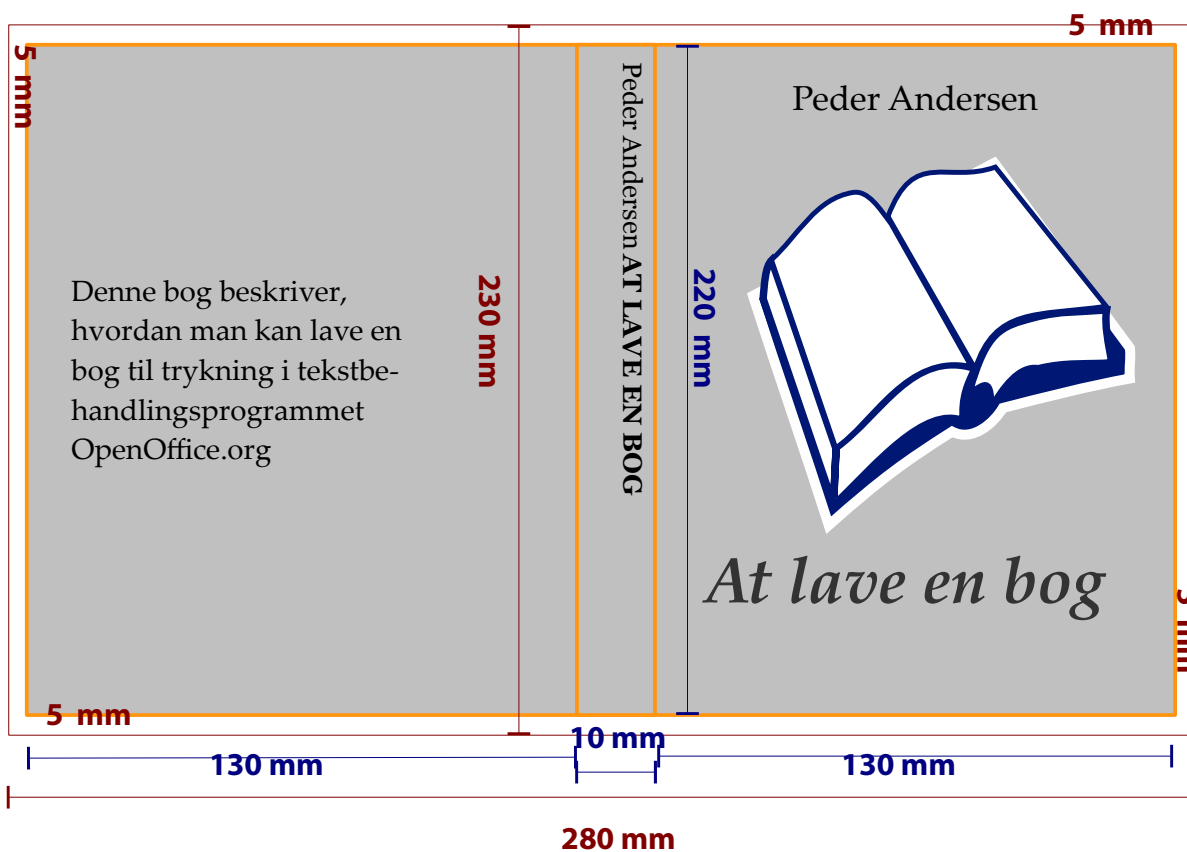 5 mm
5 mm
Peder Andersen
Peder Andersen AT LAVE EN BOG
230 mm
220 mm
Denne bog beskriver,
hvordan man kan lave en
bog til trykning i tekstbe-
handlingsprogrammet
OpenOffice.org
At lave en bog
5 mm
5 mm
10 mm
130 mm
130 mm
280 mm